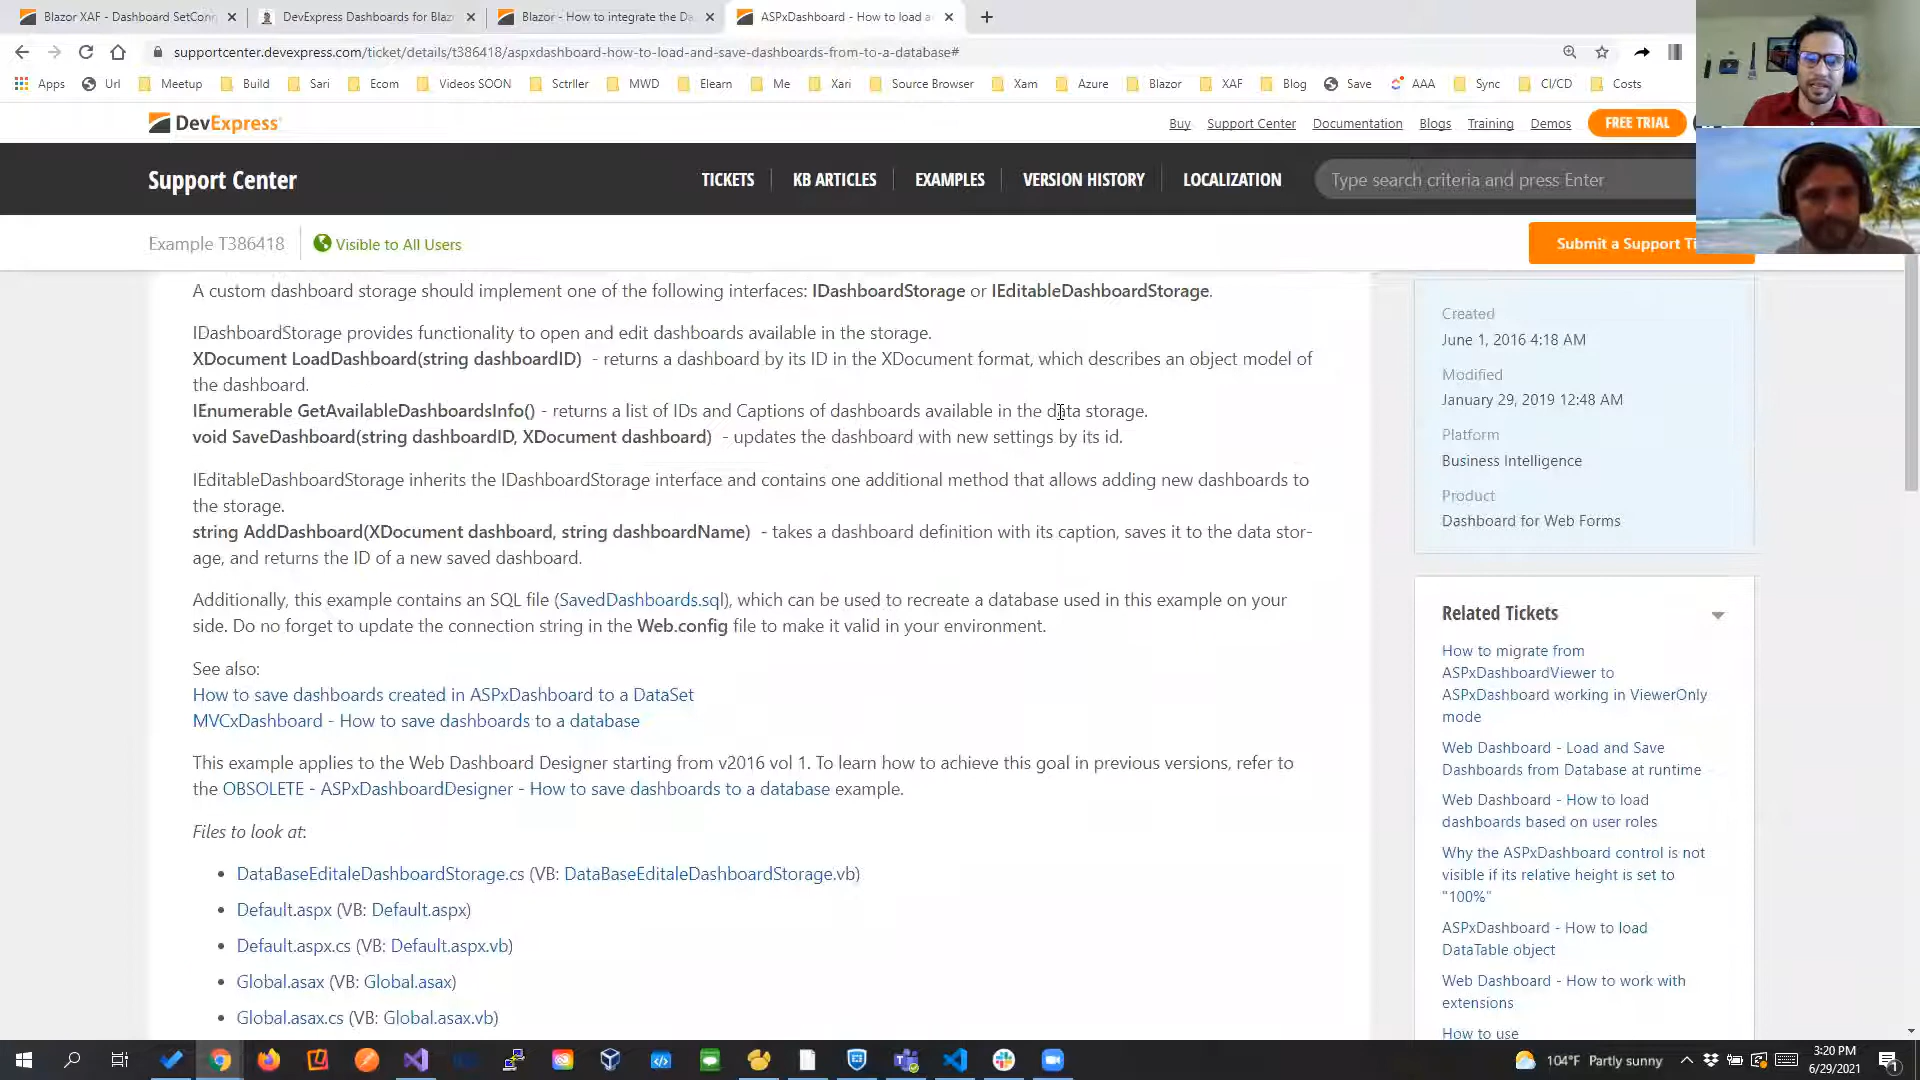 Blazor XAF - Dashboard SetConn
DevExpress Dashboards for Blaz
Blazor - How to integrate the Da
ASPxDashboard - How to load a
supportcenter.devexpress.com/ticket/details/t386418/aspxdashboard-how-to-load-and-save-dashboards-from-to-a-database#
Apps Url Meetup Build Sari Ecom Videos SOON Sctrller MWD Elearn Me Xari Source Browser Xam Azure Blazor XAF Blog Save AAA Sync CI/CD Costs
DevExpress
Buy Support Center Documentation Blogs Training Demos FREE TRIAL
Support Center
TICKETS KB ARTICLES EXAMPLES VERSION HISTORY LOCALIZATION
Type search criteria and press Enter
Example T386418
Visible to All Users
Submit a Support Ti
A custom dashboard storage should implement one of the following interfaces: IDashboardStorage or IEditableDashboardStorage.
IDashboardStorage provides functionality to open and edit dashboards available in the storage.
XDocument LoadDashboard(string dashboardID) - returns a dashboard by its ID in the XDocument format, which describes an object model of
the dashboard.
IEnumerable GetAvailableDashboardsInfo() - returns a list of IDs and Captions of dashboards available in the data storage.
void SaveDashboard(string dashboardID, XDocument dashboard) - updates the dashboard with new settings by its id.
IEditableDashboardStorage inherits the IDashboardStorage interface and contains one additional method that allows adding new dashboards to
the storage.
string AddDashboard(XDocument dashboard, string dashboardName) - takes a dashboard definition with its caption, saves it to the data stor-
age, and returns the ID of a new saved dashboard.
Additionally, this example contains an SQL file (SavedDashboards.sql), which can be used to recreate a database used in this example on your
side. Do no forget to update the connection string in the Web.config file to make it valid in your environment.
See also:
How to save dashboards created in ASPxDashboard to a DataSet
MVCxDashboard - How to save dashboards to a database
This example applies to the Web Dashboard Designer starting from v2016 vol 1. To learn how to achieve this goal in previous versions, refer to
the OBSOLETE - ASPxDashboardDesigner - How to save dashboards to a database example.
Files to look at:
• DataBaseEditaleDashboardStorage.cs (VB: DataBaseEditaleDashboardStorage.vb)
• Default.aspx (VB: Default.aspx)
• Default.aspx.cs (VB: Default.aspx.vb)
• Global.asax (VB: Global.asax)
• Global.asax.cs (VB: Global.asax.vb)
Created
June 1, 2016 4:18 AM
Modified
January 29, 2019 12:48 AM
Platform
Business Intelligence
Product
Dashboard for Web Forms
Related Tickets
How to migrate from
ASPxDashboardViewer to
ASPxDashboard working in ViewerOnly
mode
Web Dashboard - Load and Save
Dashboards from Database at runtime
Web Dashboard - How to load
dashboards based on user roles
Why the ASPxDashboard control is not
visible if its relative height is set to
"100%"
ASPxDashboard - How to load
DataTable object
Web Dashboard - How to work with
extensions
How to use
104°F Partly sunny
3:20 PM
6/29/2021